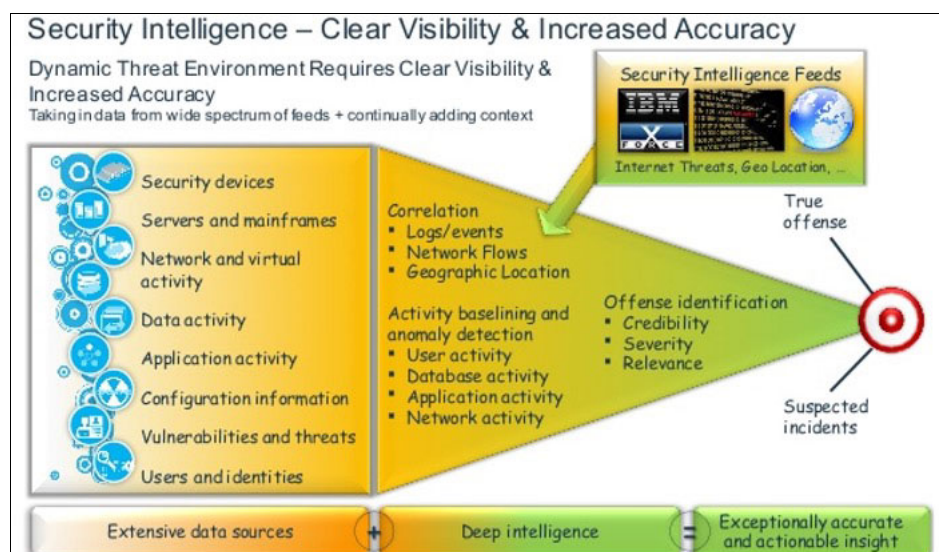 Security Intelligence – Clear Visibility & Increased Accuracy
Dynamic Threat Environment Requires Clear Visibility &
Increased Accuracy
Taking in data from wide spectrum of feeds + continually adding context
Security Intelligence Feeds
IBM
X
FORCE
Internet Threats, Geo Location, ...
Security devices
Servers and mainframes
Network and virtual
activity
Data activity
Application activity
Configuration information
Vulnerabilities and threats
Users and identities
Correlation
▪ Logs/events
▪ Network Flows
▪ Geographic Location
Activity baselining and
anomaly detection
▪ User activity
▪ Database activity
▪ Application activity
▪ Network activity
Offense identification
▪ Credibility
▪ Severity
▪ Relevance
True
offense
Suspected
incidents
Extensive data sources
+
Deep intelligence
=
Exceptionally accurate
and actionable insight